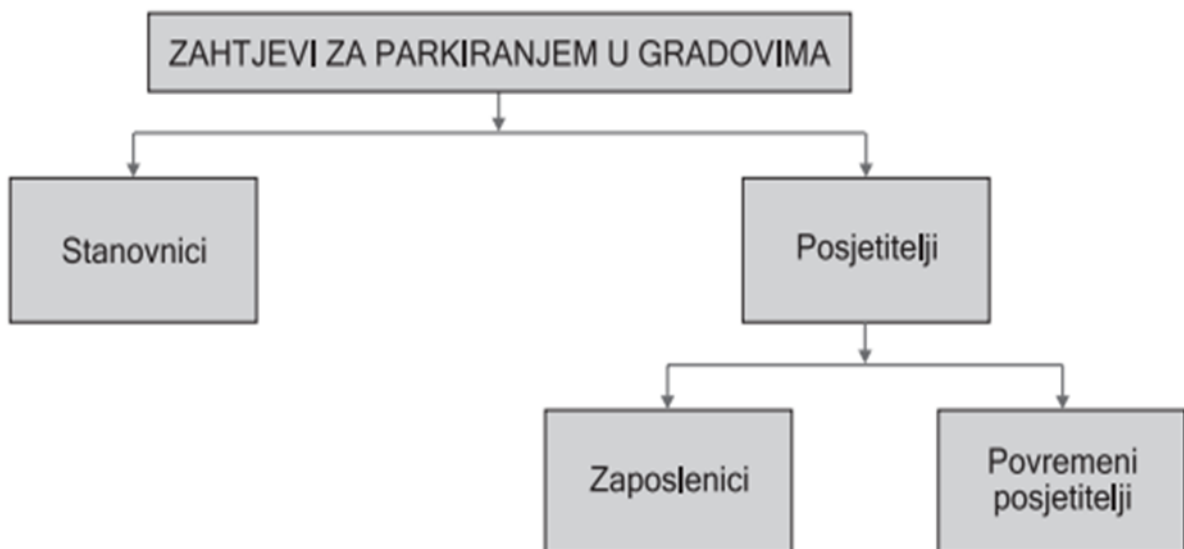 ZAHTJEVI ZA PARKIRANJEM U GRADOVIMA
Stanovnici
Posjetitelji
Zaposlenici
Povremeni
posjetitelji